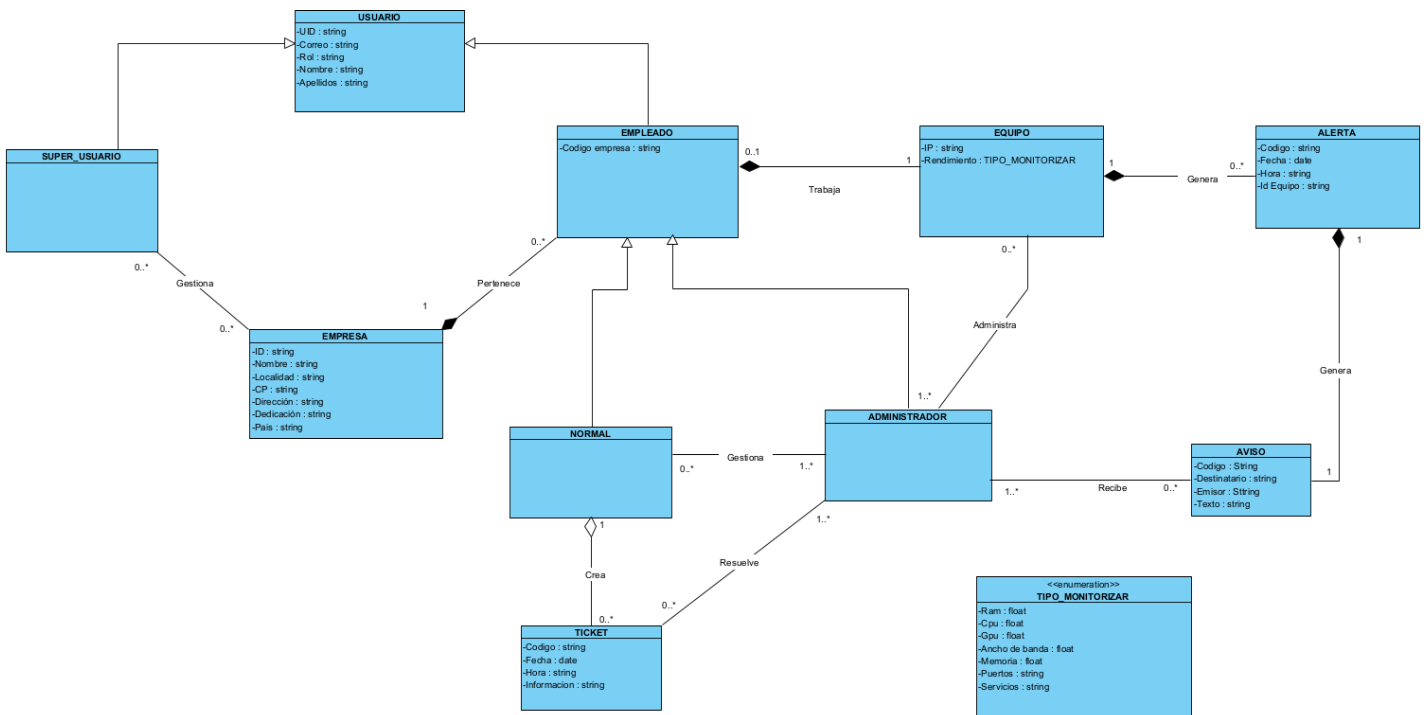 USUARIO
-UID : string
-Correo : string
-Rol : string
-Nombre : string
-Apellidos : string
SUPER_USUARIO
EMPLEADO
-Codigo empresa : string
EQUIPO
-IP : string
-Rendimiento : TIPO_MONITORIZAR
ALERTA
-Codigo : string
-Fecha : date
-Hora : string
-Id Equipo : string
0..1
1
Trabaja
1
0..*
Genera
0..*
Gestiona
0..*
0..*
Pertenece
1
EMPRESA
-ID : string
-Nombre : string
-Localidad : string
-CP : string
-Dirección : string
-Dedicación : string
-Pais : string
0..*
Administra
1..*
1
Genera
1
NORMAL
ADMINISTRADOR
0..*
Gestiona
1..*
AVISO
-Codigo : String
-Destinatario : string
-Emisor : Sttring
-Texto : string
1..*
Recibe
0..*
1
Crea
0..*
1..*
Resuelve
0..*
TICKET
-Codigo : string
-Fecha : date
-Hora : string
-Informacion : string
<<enumeration>>
TIPO_MONITORIZAR
-Ram : float
-Cpu : float
-Gpu : float
-Ancho de banda : float
-Memoria : float
-Puertos : string
-Servicios : string